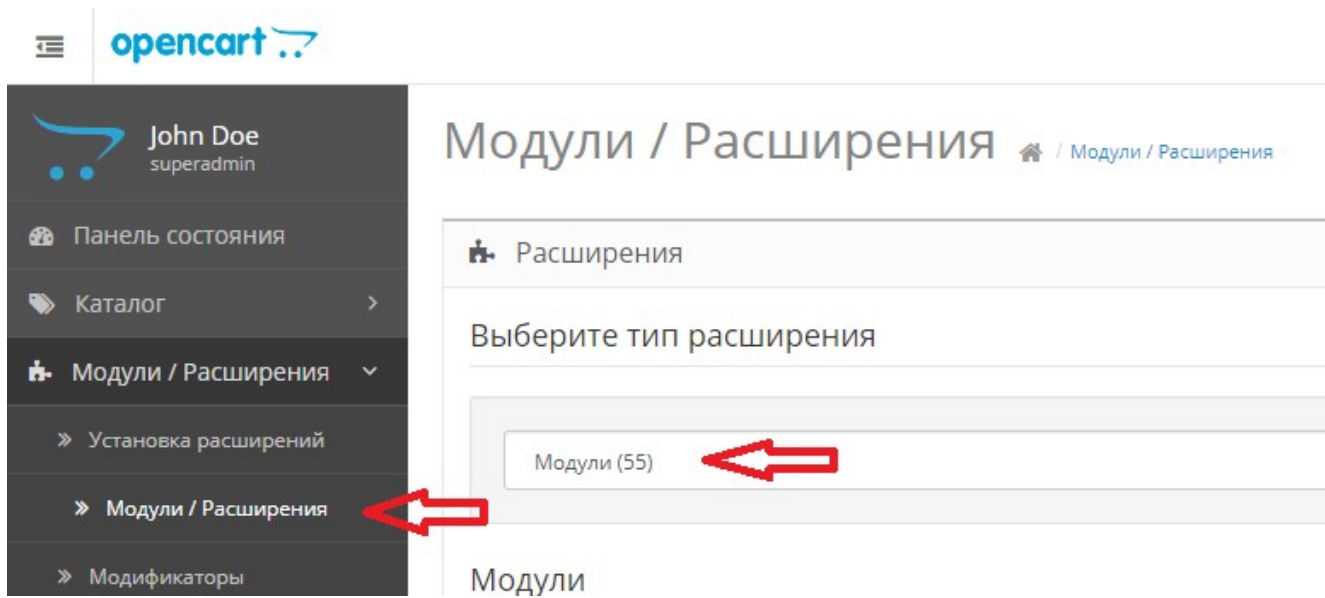 opencart
John Doe
superadmin
Панель состояния
Каталог
Модули / Расширения
Установка расширений
Модули / Расширения
Модификаторы
Модули / Расширения / Модули / Расширения
Расширения
Выберите тип расширения
Модули (55)
Модули